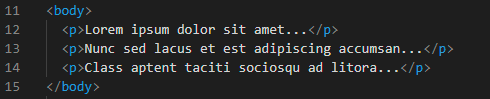 11 <body>
12 <p>Lorem ipsum dolor sit amet...</p>
13 <p>Nunc sed lacus et est adipiscing accumsan...</p>
14 <p>Class aptent taciti sociosqu ad litora...</p>
15 </body>